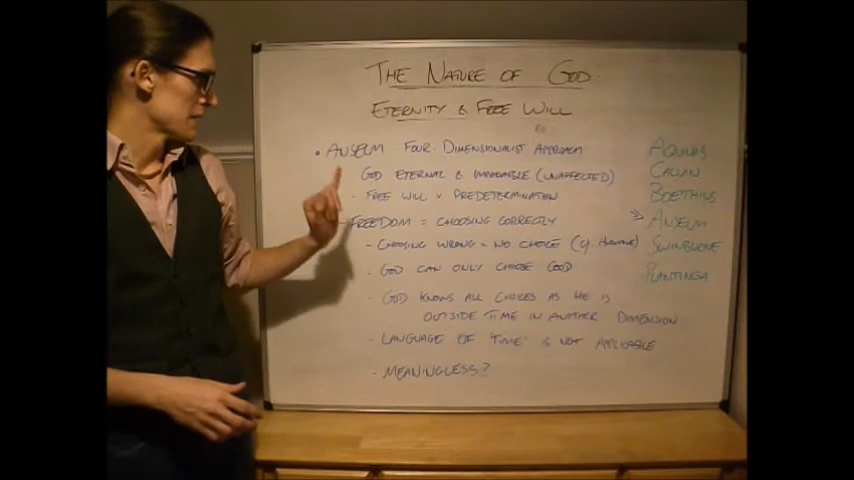 THE NATURE OF GOD
ETERNITY & FREE WILL
• ANSELM FOUR-DIMENSIONALIST APPROACH
GOD ETERNAL & IMPASSIBLE (UNAFFECTED)
- FREE WILL v PREDETERMINATION
- FREEDOM = CHOOSING CORRECTLY
- CHOOSING WRONG = NO CHOICE (cf.
- GOD CAN ONLY CHOOSE GOOD
- GOD KNOWS ALL CHOICES AS HE IS
OUTSIDE TIME IN ANOTHER DIMENSION
- LANGUAGE OF 'TIME' IS NOT APPLICABLE
- MEANINGLESS?
AQUINAS
CALVIN
BOETHIUS
ANSELM
SWINBURNE
PLANTINGA